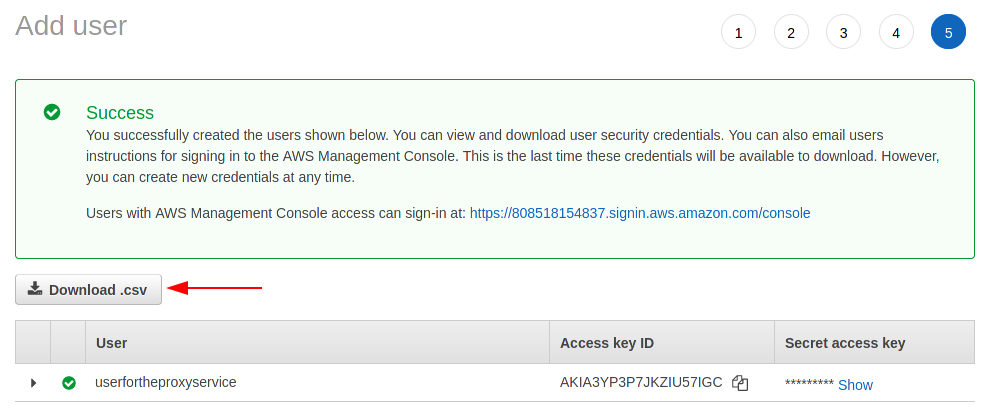 Add user
1 2 3 4 5
Success
You successfully created the users shown below. You can view and download user security credentials. You can also email users
instructions for signing in to the AWS Management Console. This is the last time these credentials will be available to download. However,
you can create new credentials at any time.
Users with AWS Management Console access can sign-in at: https://808518154837.signin.aws.amazon.com/console
Download .csv
User Access key ID Secret access key
userfortheproxyservice AKIA3YP3P7JKZIU57IGC ********* Show